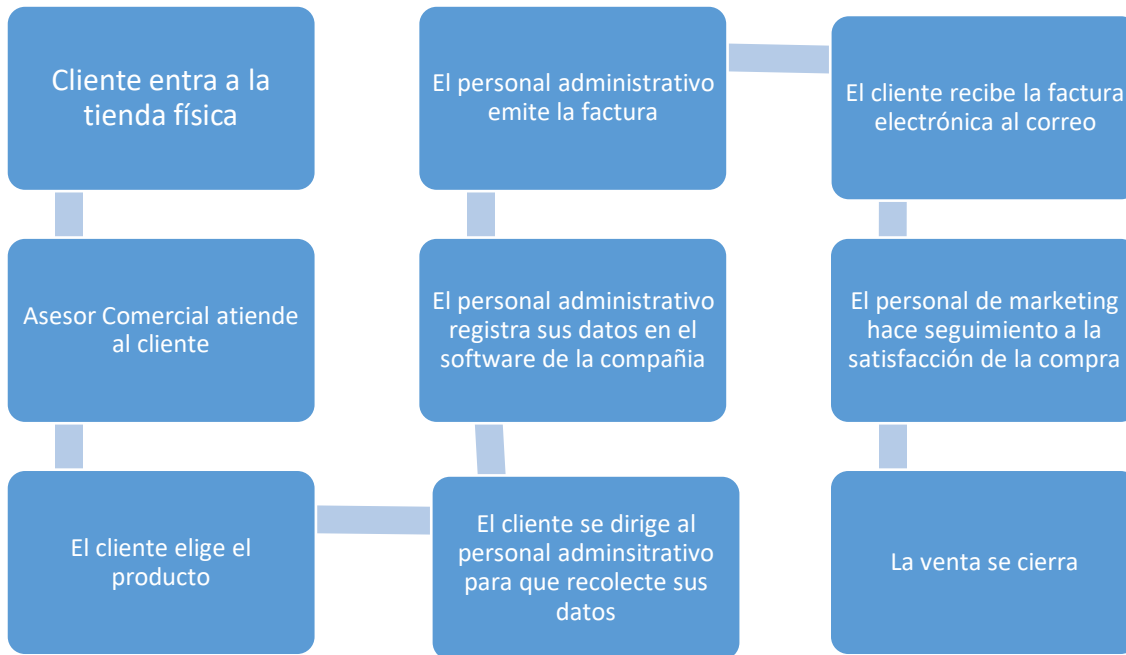 Cliente entra a la
tienda física
Asesor Comercial atiende
al cliente
El cliente elige el
producto
El cliente se dirige al
personal adminsitrativo
para que recolecte sus
datos
El personal administrativo
registra sus datos en el
software de la compañia
El personal administrativo
emite la factura
El cliente recibe la factura
electrónica al correo
El personal de marketing
hace seguimiento a la
satisfacción de la compra
La venta se cierra